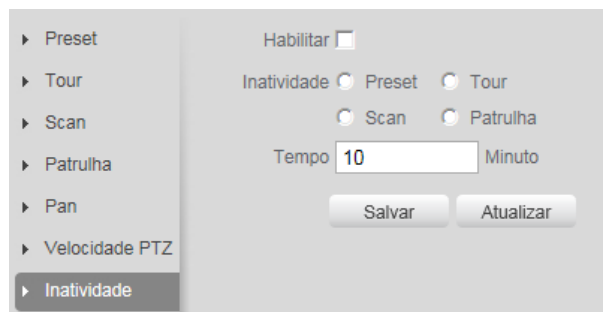 Preset
Tour
Scan
Patrulha
Pan
Velocidade PTZ
Inatividade
Habilitar
Inatividade Preset Tour
Scan Patrulha
Tempo 10 Minuto
Salvar Atualizar